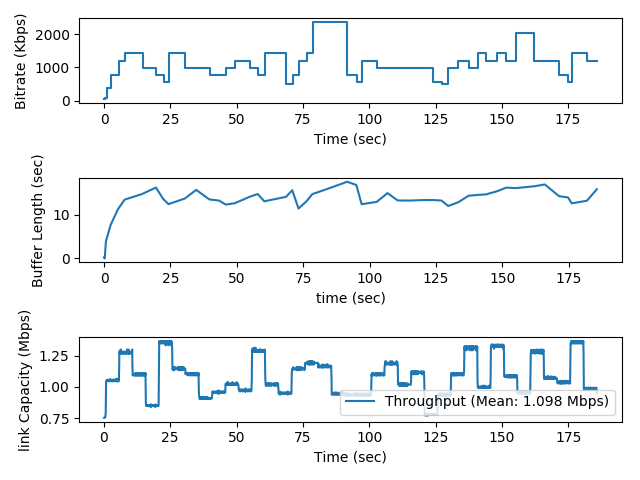 Bitrate (Kbps)
2000
1000
0
0 25 50 75 100 125 150 175
Time (sec)
Buffer Length (sec)
10
0
0 25 50 75 100 125 150 175
time (sec)
link Capacity (Mbps)
1.25
1.00
0.75
Throughput (Mean: 1.098 Mbps)
0 25 50 75 100 125 150 175
Time (sec)